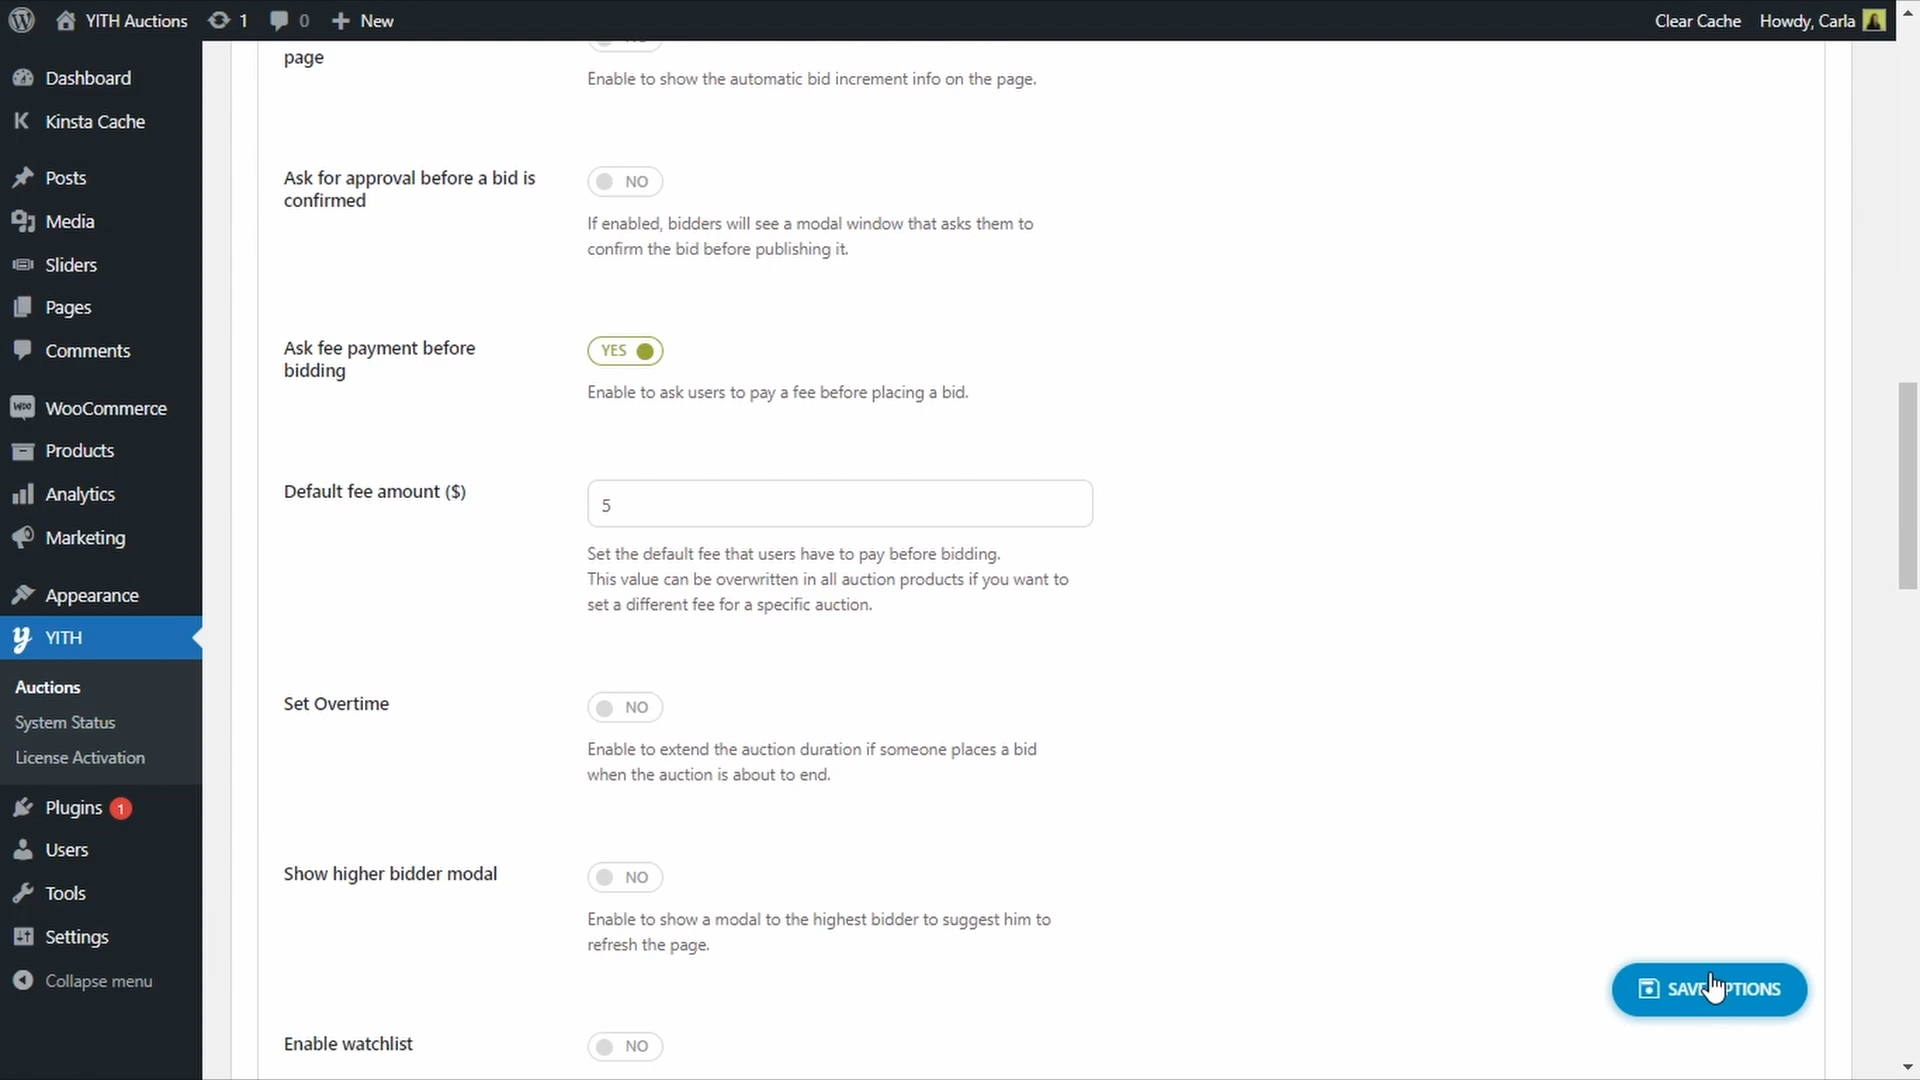 YITH Auctions
1
0
New
Clear Cache
Howdy, Carla
Dashboard
Kinsta Cache
Posts
Media
Sliders
Pages
Comments
WooCommerce
Products
Analytics
Marketing
Appearance
YITH
Auctions
System Status
License Activation
Plugins 1
Users
Tools
Settings
Collapse menu
page
Enable to show the automatic bid increment info on the page.
Ask for approval before a bid is
confirmed
NO
If enabled, bidders will see a modal window that asks them to
confirm the bid before publishing it.
Ask fee payment before
bidding
YES
Enable to ask users to pay a fee before placing a bid.
Default fee amount ($)
5
Set the default fee that users have to pay before bidding.
This value can be overwritten in all auction products if you want to
set a different fee for a specific auction.
Set Overtime
NO
Enable to extend the auction duration if someone places a bid
when the auction is about to end.
Show higher bidder modal
NO
Enable to show a modal to the highest bidder to suggest him to
refresh the page.
Enable watchlist
NO
SAVE OPTIONS